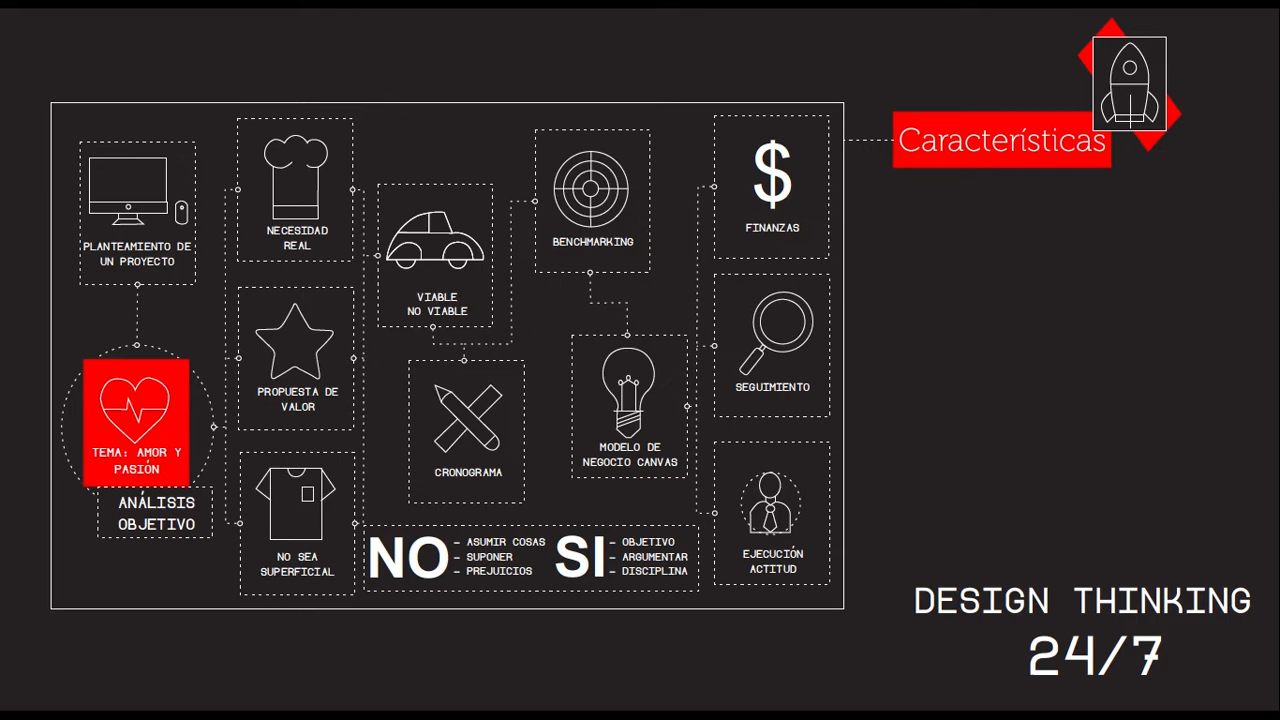 Características
PLANTEAMIENTO DE
UN PROYECTO
TEMA: AMOR Y
PASIÓN
ANÁLISIS
OBJETIVO
NECESIDAD
REAL
PROPUESTA DE
VALOR
NO SEA
SUPERFICIAL
VIABLE
NO VIABLE
CRONOGRAMA
BENCHMARKING
MODELO DE
NEGOCIO CANVAS
$
FINANZAS
SEGUIMIENTO
EJECUCIÓN
ACTITUD
NO
- ASUMIR COSAS
- SUPONER
- PREJUICIOS
SI
- OBJETIVO
- ARGUMENTAR
- DISCIPLINA
DESIGN THINKING
24/7